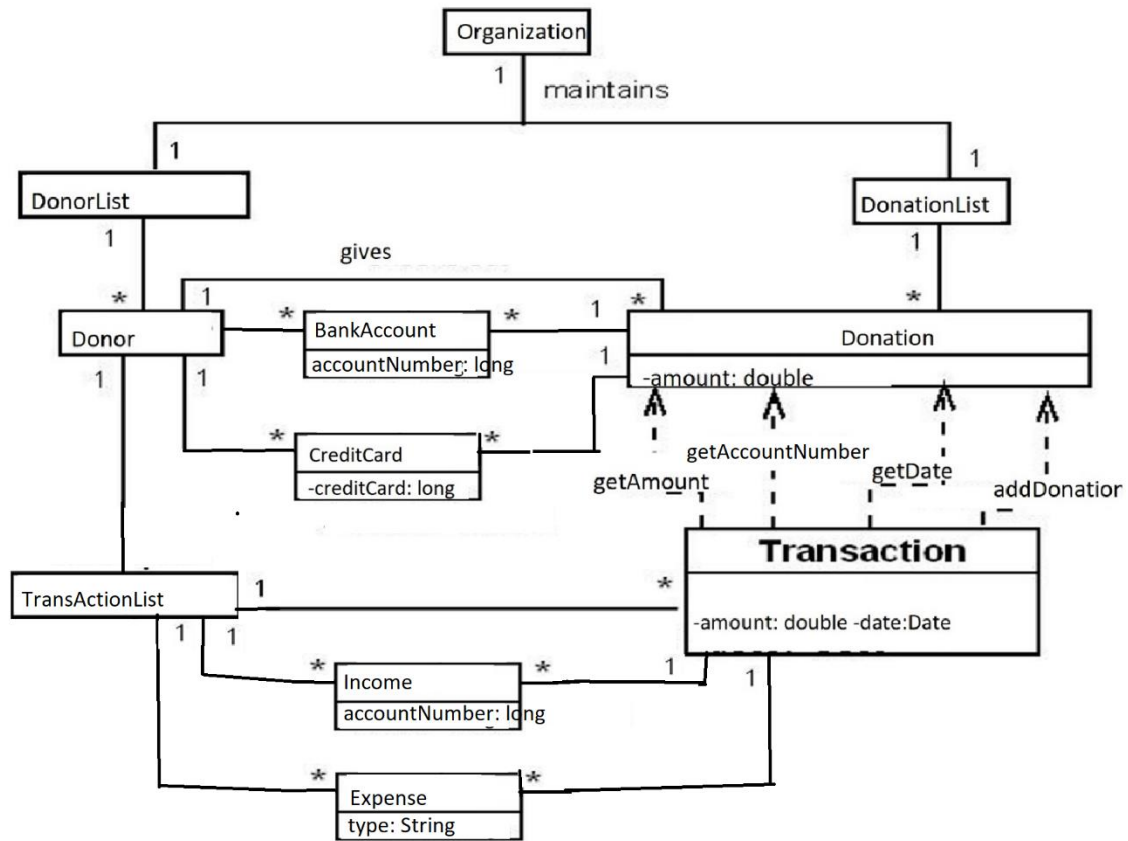 Organization
1
maintains
1
1
DonorList
DonationList
1
1
gives
*
1
*
*
1
*
*
Donor
BankAccount
Donation
accountNumber: long
1
1
1
-amount: double
*
*
CreditCard
getAccountNumber
-creditCard: long
getAmount
getDate
addDonation
Transaction
TransActionList
1
*
-amount: double -date:Date
1
1
*
*
1
1
Income
accountNumber: long
*
*
Expense
type: String